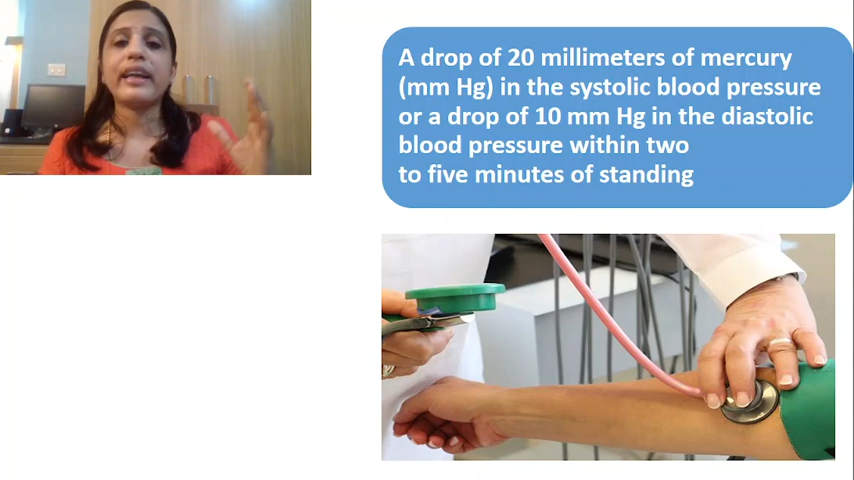 A drop of 20 millimeters of mercury
(mm Hg) in the systolic blood pressure
or a drop of 10 mm Hg in the diastolic
blood pressure within two
to five minutes of standing